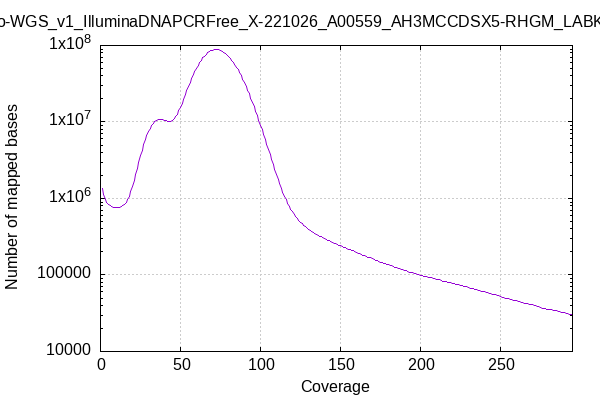 o-WGS_v1_IlluminaDNAPCRFree_X-221026_A00559_AH3MCCDSX5-RHGM_LABK
1x10^8
1x10^7
1x10^6
100000
10000
Number of mapped bases
0 50 100 150 200 250
Coverage